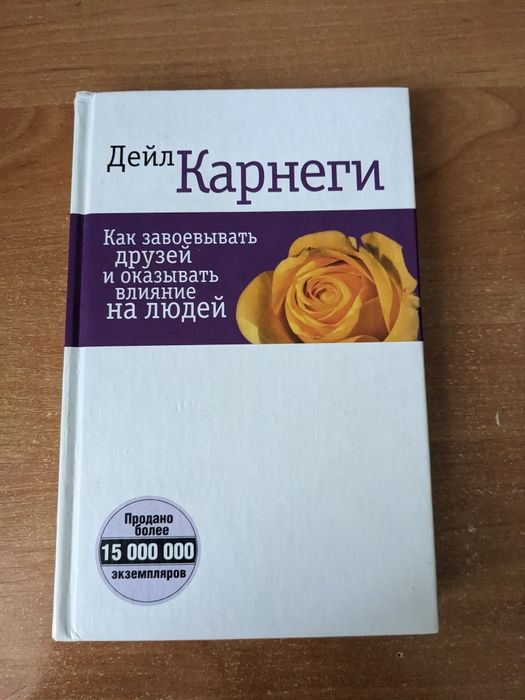 Дейл Карнеги
Как завоевывать
друзей
и оказывать
влияние
на людей
Продано
более
15 000 000
экземпляров